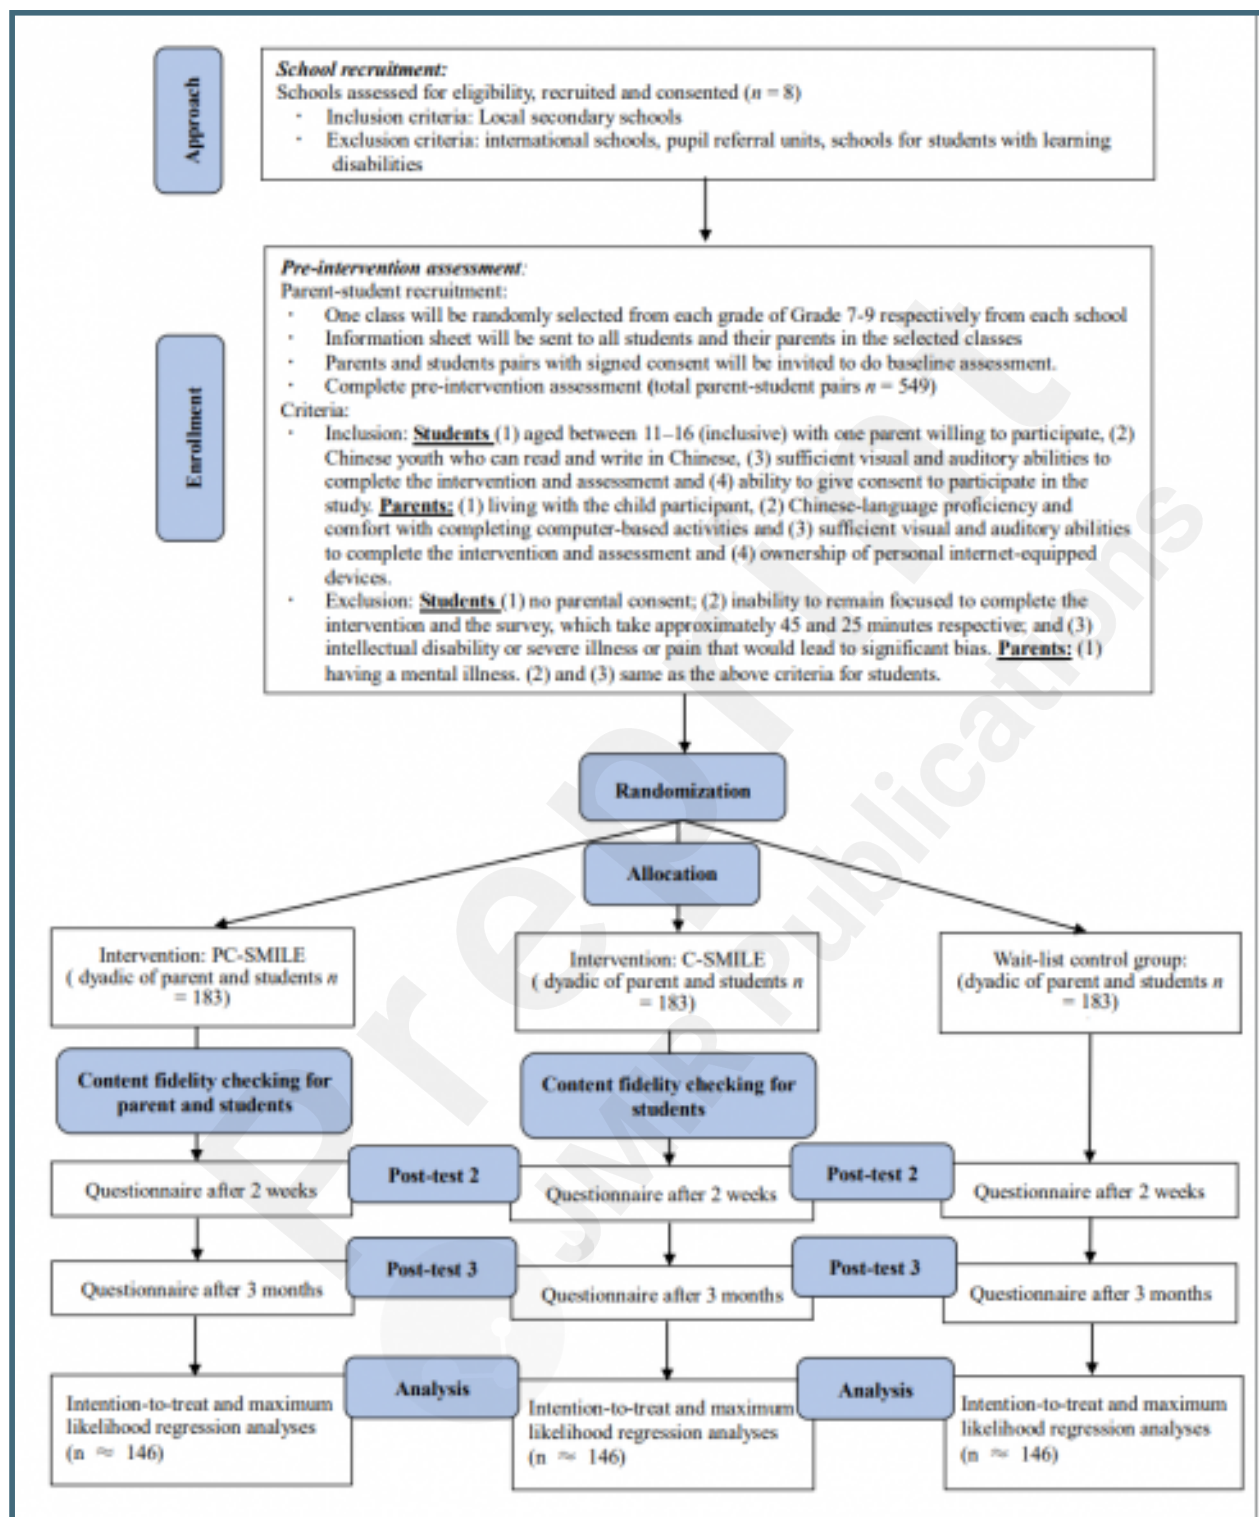 Approach
School recruitment:
Schools assessed for eligibility, recruited and consented (n = 8)
· Inclusion criteria: Local secondary schools
· Exclusion criteria: international schools, pupil referral units, schools for students with learning
disabilities
Enrollment
Pre-intervention assessment:
Parent-student recruitment:
· One class will be randomly selected from each grade of Grade 7-9 respectively from each school
· Information sheet will be sent to all students and their parents in the selected classes
· Parents and students pairs with signed consent will be invited to do baseline assessment.
· Complete pre-intervention assessment (total parent-student pairs n = 549)
Criteria:
· Inclusion: Students (1) aged between 11–16 (inclusive) with one parent willing to participate, (2)
Chinese youth who can read and write in Chinese, (3) sufficient visual and auditory abilities to
complete the intervention and assessment and (4) ability to give consent to participate in the
study. Parents: (1) living with the child participant, (2) Chinese-language proficiency and
comfort with completing computer-based activities and (3) sufficient visual and auditory abilities
to complete the intervention and assessment and (4) ownership of personal internet-equipped
devices.
· Exclusion: Students (1) no parental consent; (2) inability to remain focused to complete the
intervention and the survey, which take approximately 45 and 25 minutes respective; and (3)
intellectual disability or severe illness or pain that would lead to significant bias. Parents: (1)
having a mental illness. (2) and (3) same as the above criteria for students.
Randomization
Allocation
Intervention: PC-SMILE
( dyadic of parent and students n
= 183)
Intervention: C-SMILE
( dyadic of parent and students n
= 183)
Wait-list control group:
(dyadic of parent and students n
= 183)
Content fidelity checking for
parent and students
Content fidelity checking for
students
Questionnaire after 2 weeks
Post-test 2
Questionnaire after 2 weeks
Post-test 2
Questionnaire after 2 weeks
Questionnaire after 3 months
Post-test 3
Questionnaire after 3 months
Post-test 3
Questionnaire after 3 months
Intention-to-treat and maximum
likelihood regression analyses
(n ≈ 146)
Analysis
Intention-to-treat and maximum
likelihood regression analyses
(n ≈ 146)
Analysis
Intention-to-treat and maximum
likelihood regression analyses
(n ≈ 146)
Preprint
JMIR Publications